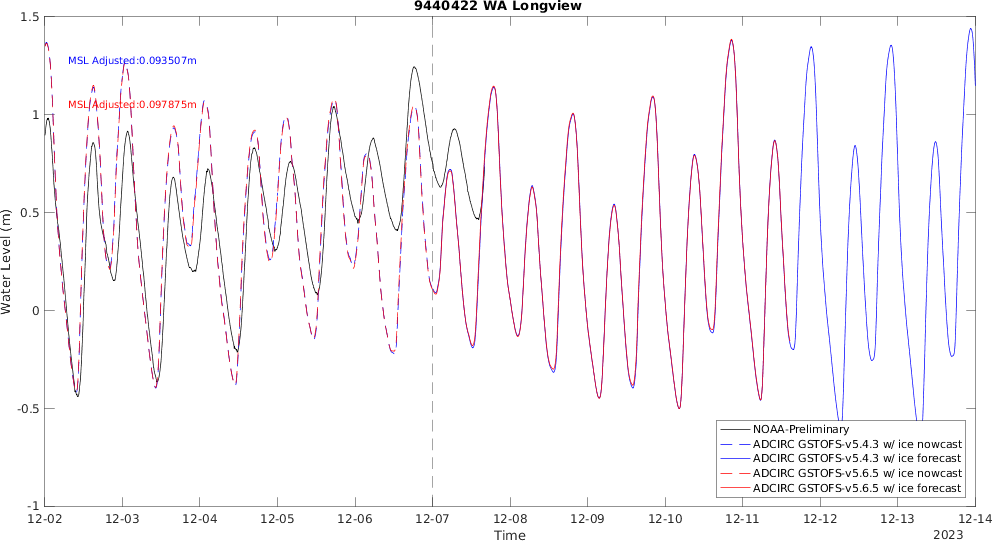 9440422 WA Longview
1.5
MSL Adjusted:0.093507m
MSL Adjusted:0.097875m
1
0.5
Water Level (m)
0
-0.5
-1
NOAA-Preliminary
ADCIRC GSTOFS-v5.4.3 w/ ice nowcast
ADCIRC GSTOFS-v5.4.3 w/ ice forecast
ADCIRC GSTOFS-v5.6.5 w/ ice nowcast
ADCIRC GSTOFS-v5.6.5 w/ ice forecast
12-02 12-03 12-04 12-05 12-06 12-07 12-08 12-09 12-10 12-11 12-12 12-13 12-14
Time
2023